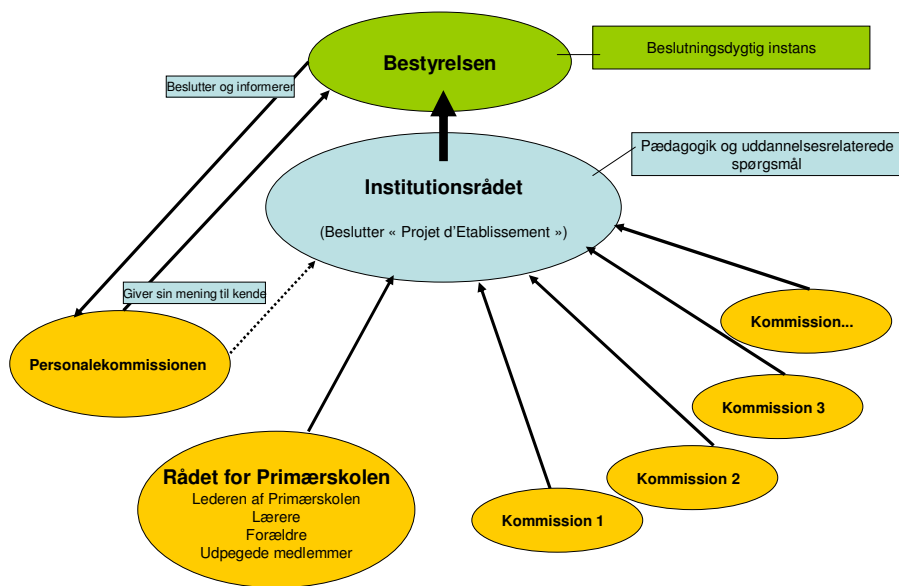 Bestyrelsen
Beslutningsdygtig instans
Beslutter og informerer
Pædagogik og uddannelsesrelaterede
spørgsmål
Institutionsrådet
(Beslutter « Projet d'Etablissement »)
Giver sin mening til kende
Personalekommissionen
Kommission...
Kommission 3
Kommission 2
Kommission 1
Rådet for Primærskolen
Lederen af Primærskolen
Lærere
Forældre
Udpegede medlemmer